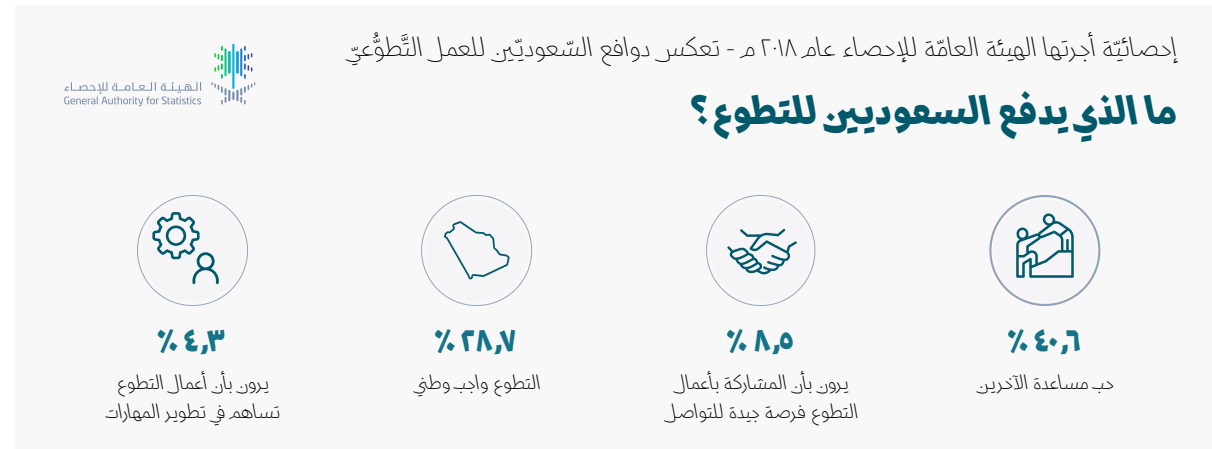 إحصائيّة أجرتها الهيئة العامّة للإحصاء عام ٢٠١٨ م - تعكس دوافع السّعوديّين للعمل التَّطوُّعيّ
الهيئة العامة للإحصاء
General Authority for Statistics
ما الذي يدفع السعوديين للتطوع؟
٤٠,٦ %
حب مساعدة الآخرين
٨,٥ %
يرون بأن المشاركة بأعمال
التطوع فرصة جيدة للتواصل
٢٨,٧ %
التطوع واجب وطني
٤,٣ %
يرون بأن أعمال التطوع
تساهم في تطوير المهارات